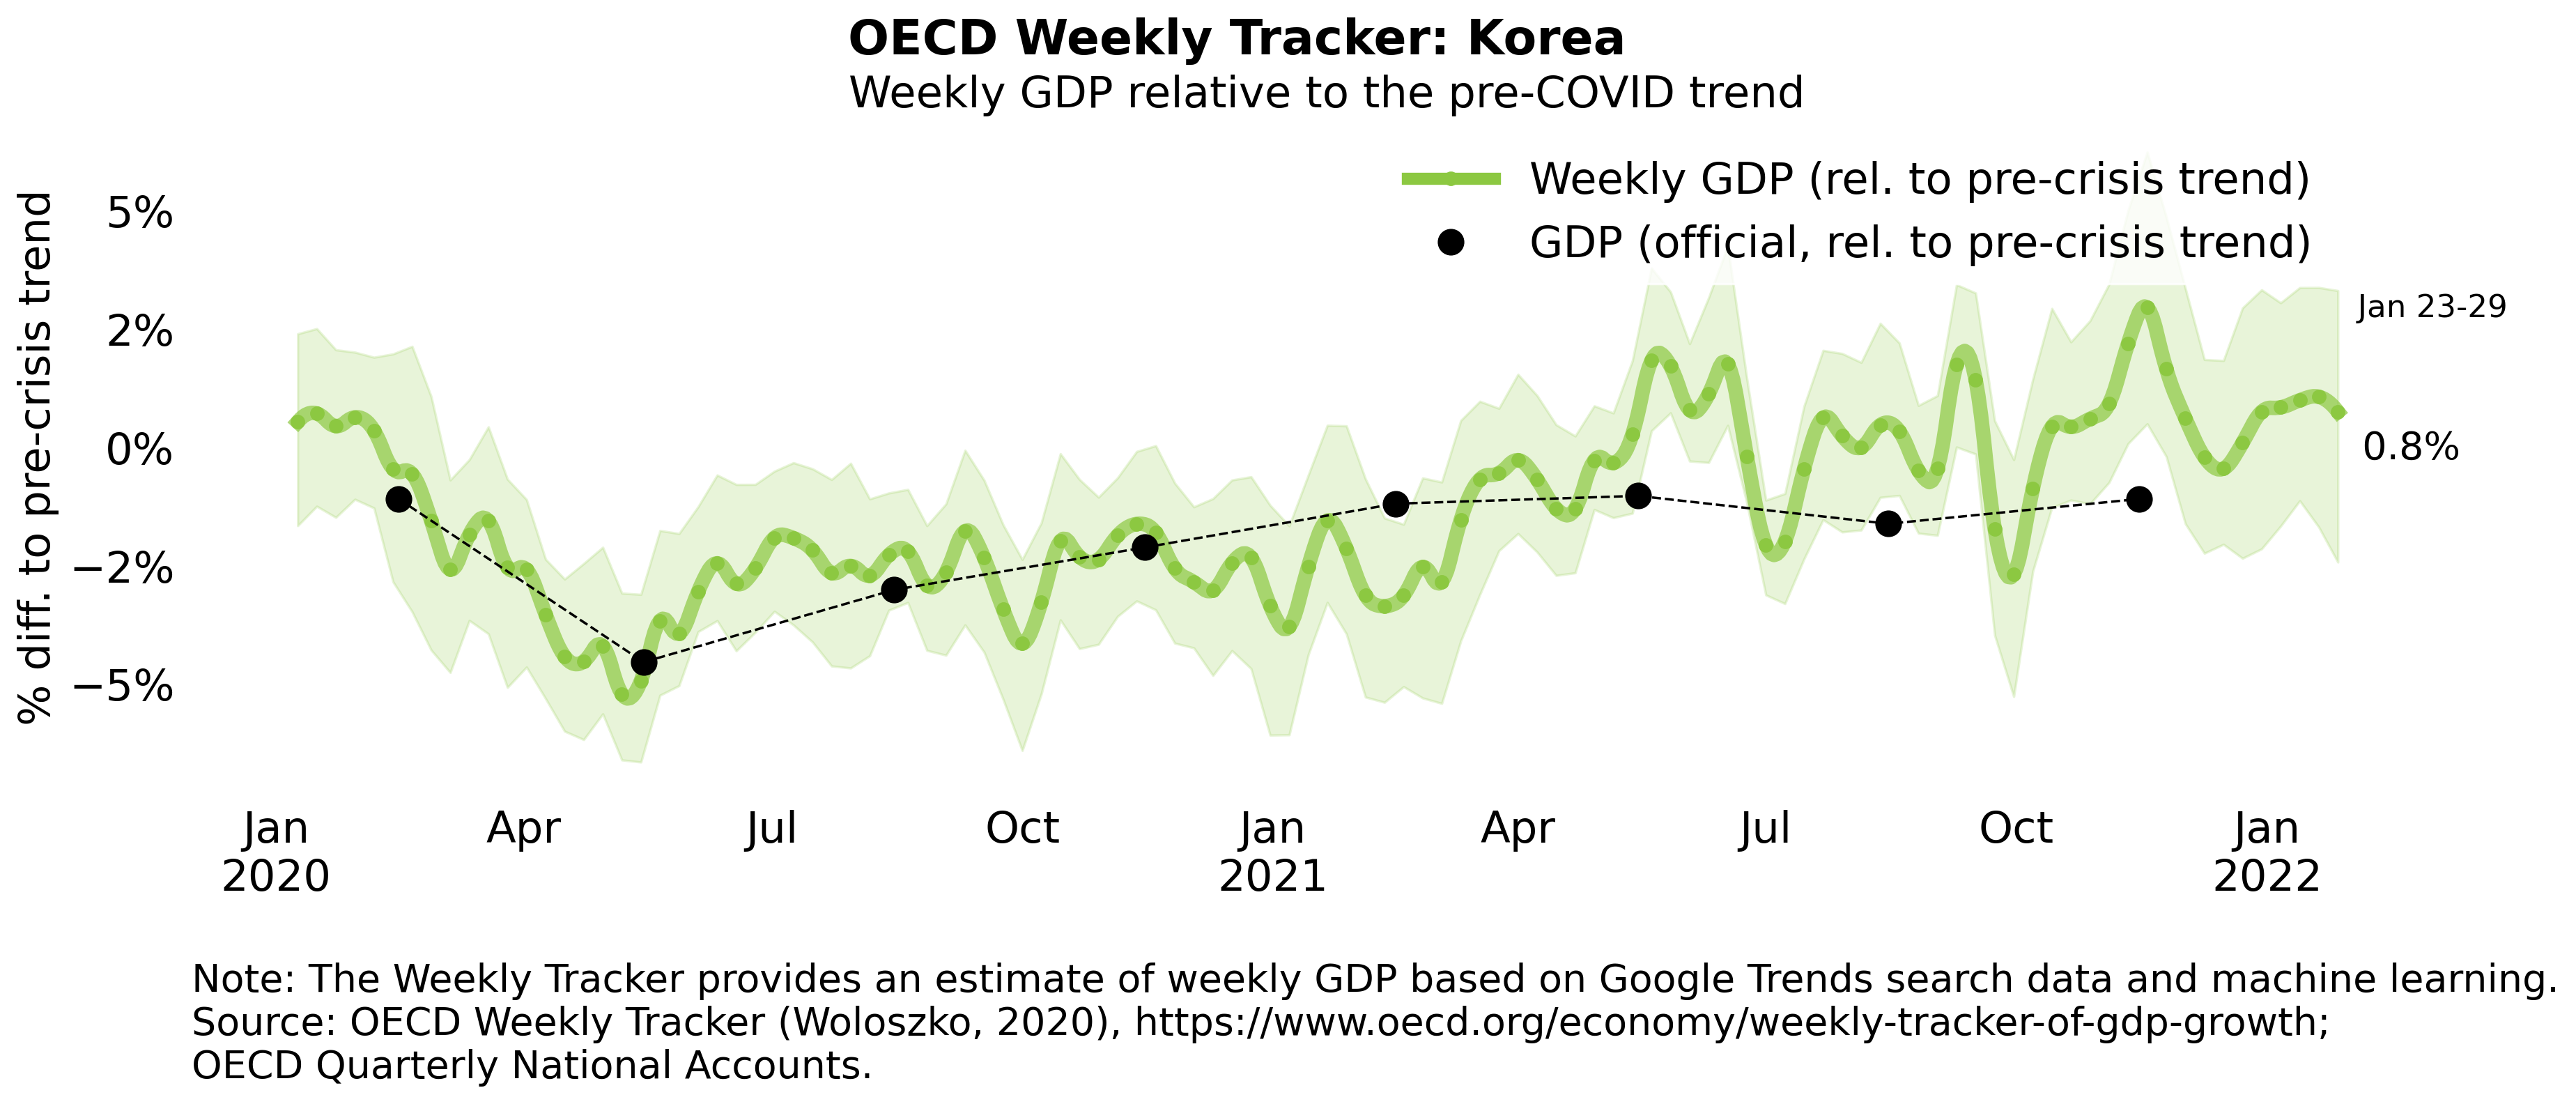 OECD Weekly Tracker: Korea
Weekly GDP relative to the pre-COVID trend
Weekly GDP (rel. to pre-crisis trend)
GDP (official, rel. to pre-crisis trend)
% diff. to pre-crisis trend
5%
2%
0%
−2%
−5%
Jan 23-29
0.8%
Jan Apr Jul Oct Jan Apr Jul Oct Jan
2020 2021 2022
Note: The Weekly Tracker provides an estimate of weekly GDP based on Google Trends search data and machine learning.
Source: OECD Weekly Tracker (Woloszko, 2020), https://www.oecd.org/economy/weekly-tracker-of-gdp-growth;
OECD Quarterly National Accounts.